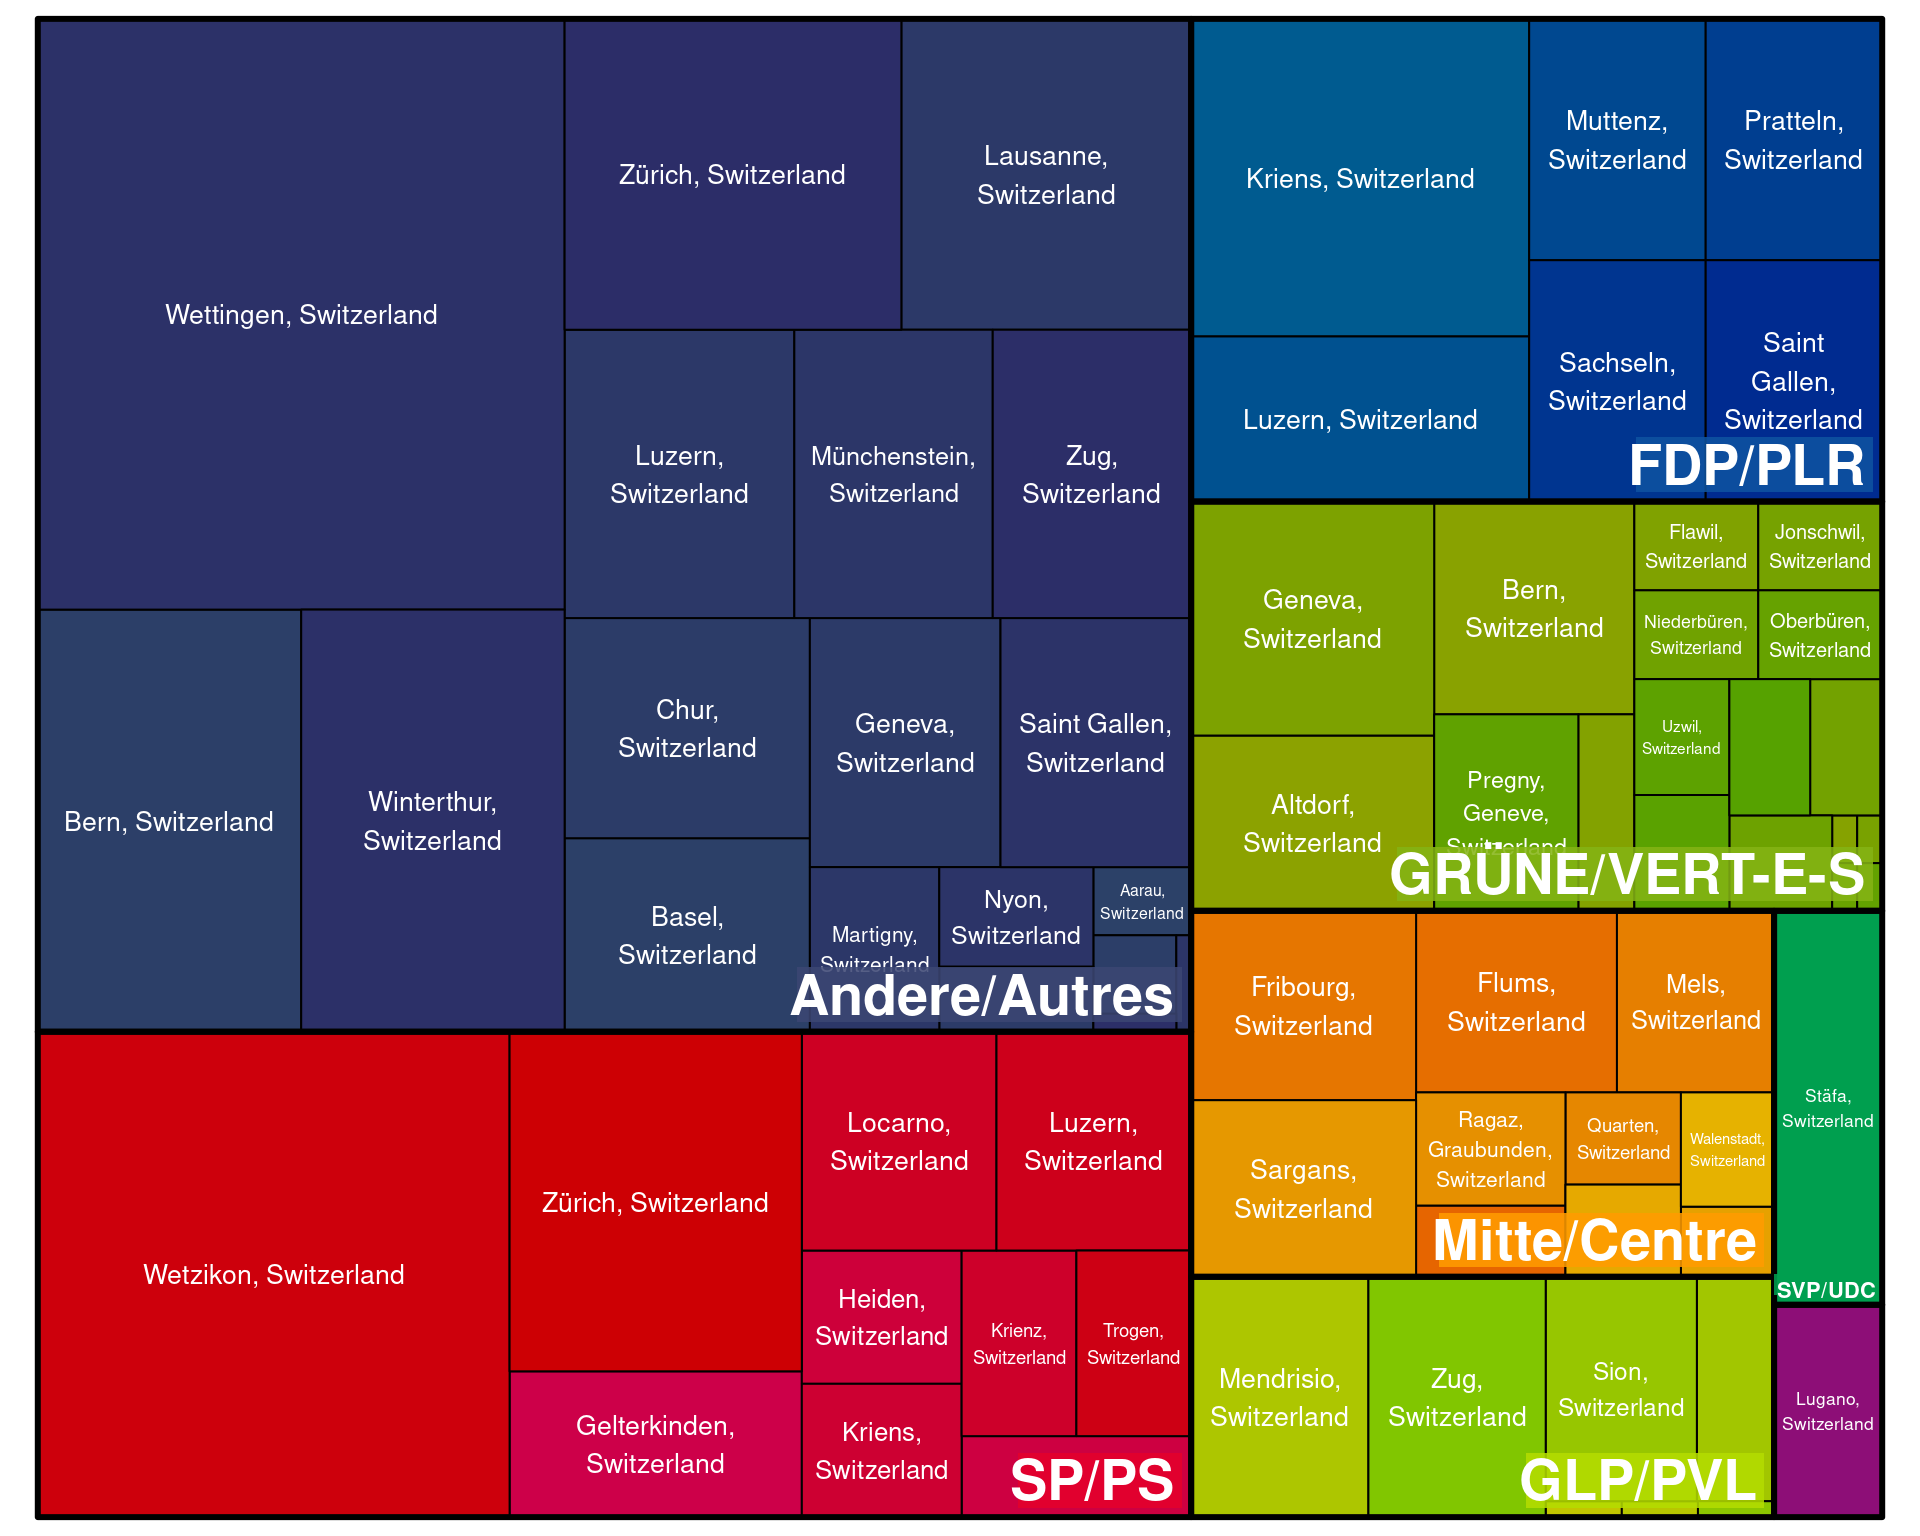 Wettingen, Switzerland
Zürich, Switzerland
Lausanne,
Switzerland
Luzern,
Switzerland
Münchenstein,
Switzerland
Zug,
Switzerland
Bern, Switzerland
Winterthur,
Switzerland
Chur,
Switzerland
Geneva,
Switzerland
Saint Gallen,
Switzerland
Basel,
Switzerland
Martigny,
Switzerland
Nyon,
Switzerland
Aarau,
Switzerland
Andere/Autres
Wetzikon, Switzerland
Zürich, Switzerland
Gelterkinden,
Switzerland
Locarno,
Switzerland
Luzern,
Switzerland
Heiden,
Switzerland
Krienz,
Switzerland
Trogen,
Switzerland
Kriens,
Switzerland
SP/PS
Kriens, Switzerland
Luzern, Switzerland
Muttenz,
Switzerland
Pratteln,
Switzerland
Sachseln,
Switzerland
Saint
Gallen,
Switzerland
FDP/PLR
Geneva,
Switzerland
Altdorf,
Switzerland
Bern,
Switzerland
Pregny,
Geneve,
Switzerland
Flawil,
Switzerland
Jonschwil,
Switzerland
Niederbüren,
Switzerland
Oberbüren,
Switzerland
Uzwil,
Switzerland
GRÜNE/VERT-E-S
Fribourg,
Switzerland
Sargans,
Switzerland
Flums,
Switzerland
Mels,
Switzerland
Ragaz,
Graubunden,
Switzerland
Quarten,
Switzerland
Walenstadt,
Switzerland
Mitte/Centre
Stäfa,
Switzerland
SVP/UDC
Mendrisio,
Switzerland
Zug,
Switzerland
Sion,
Switzerland
GLP/PVL
Lugano,
Switzerland